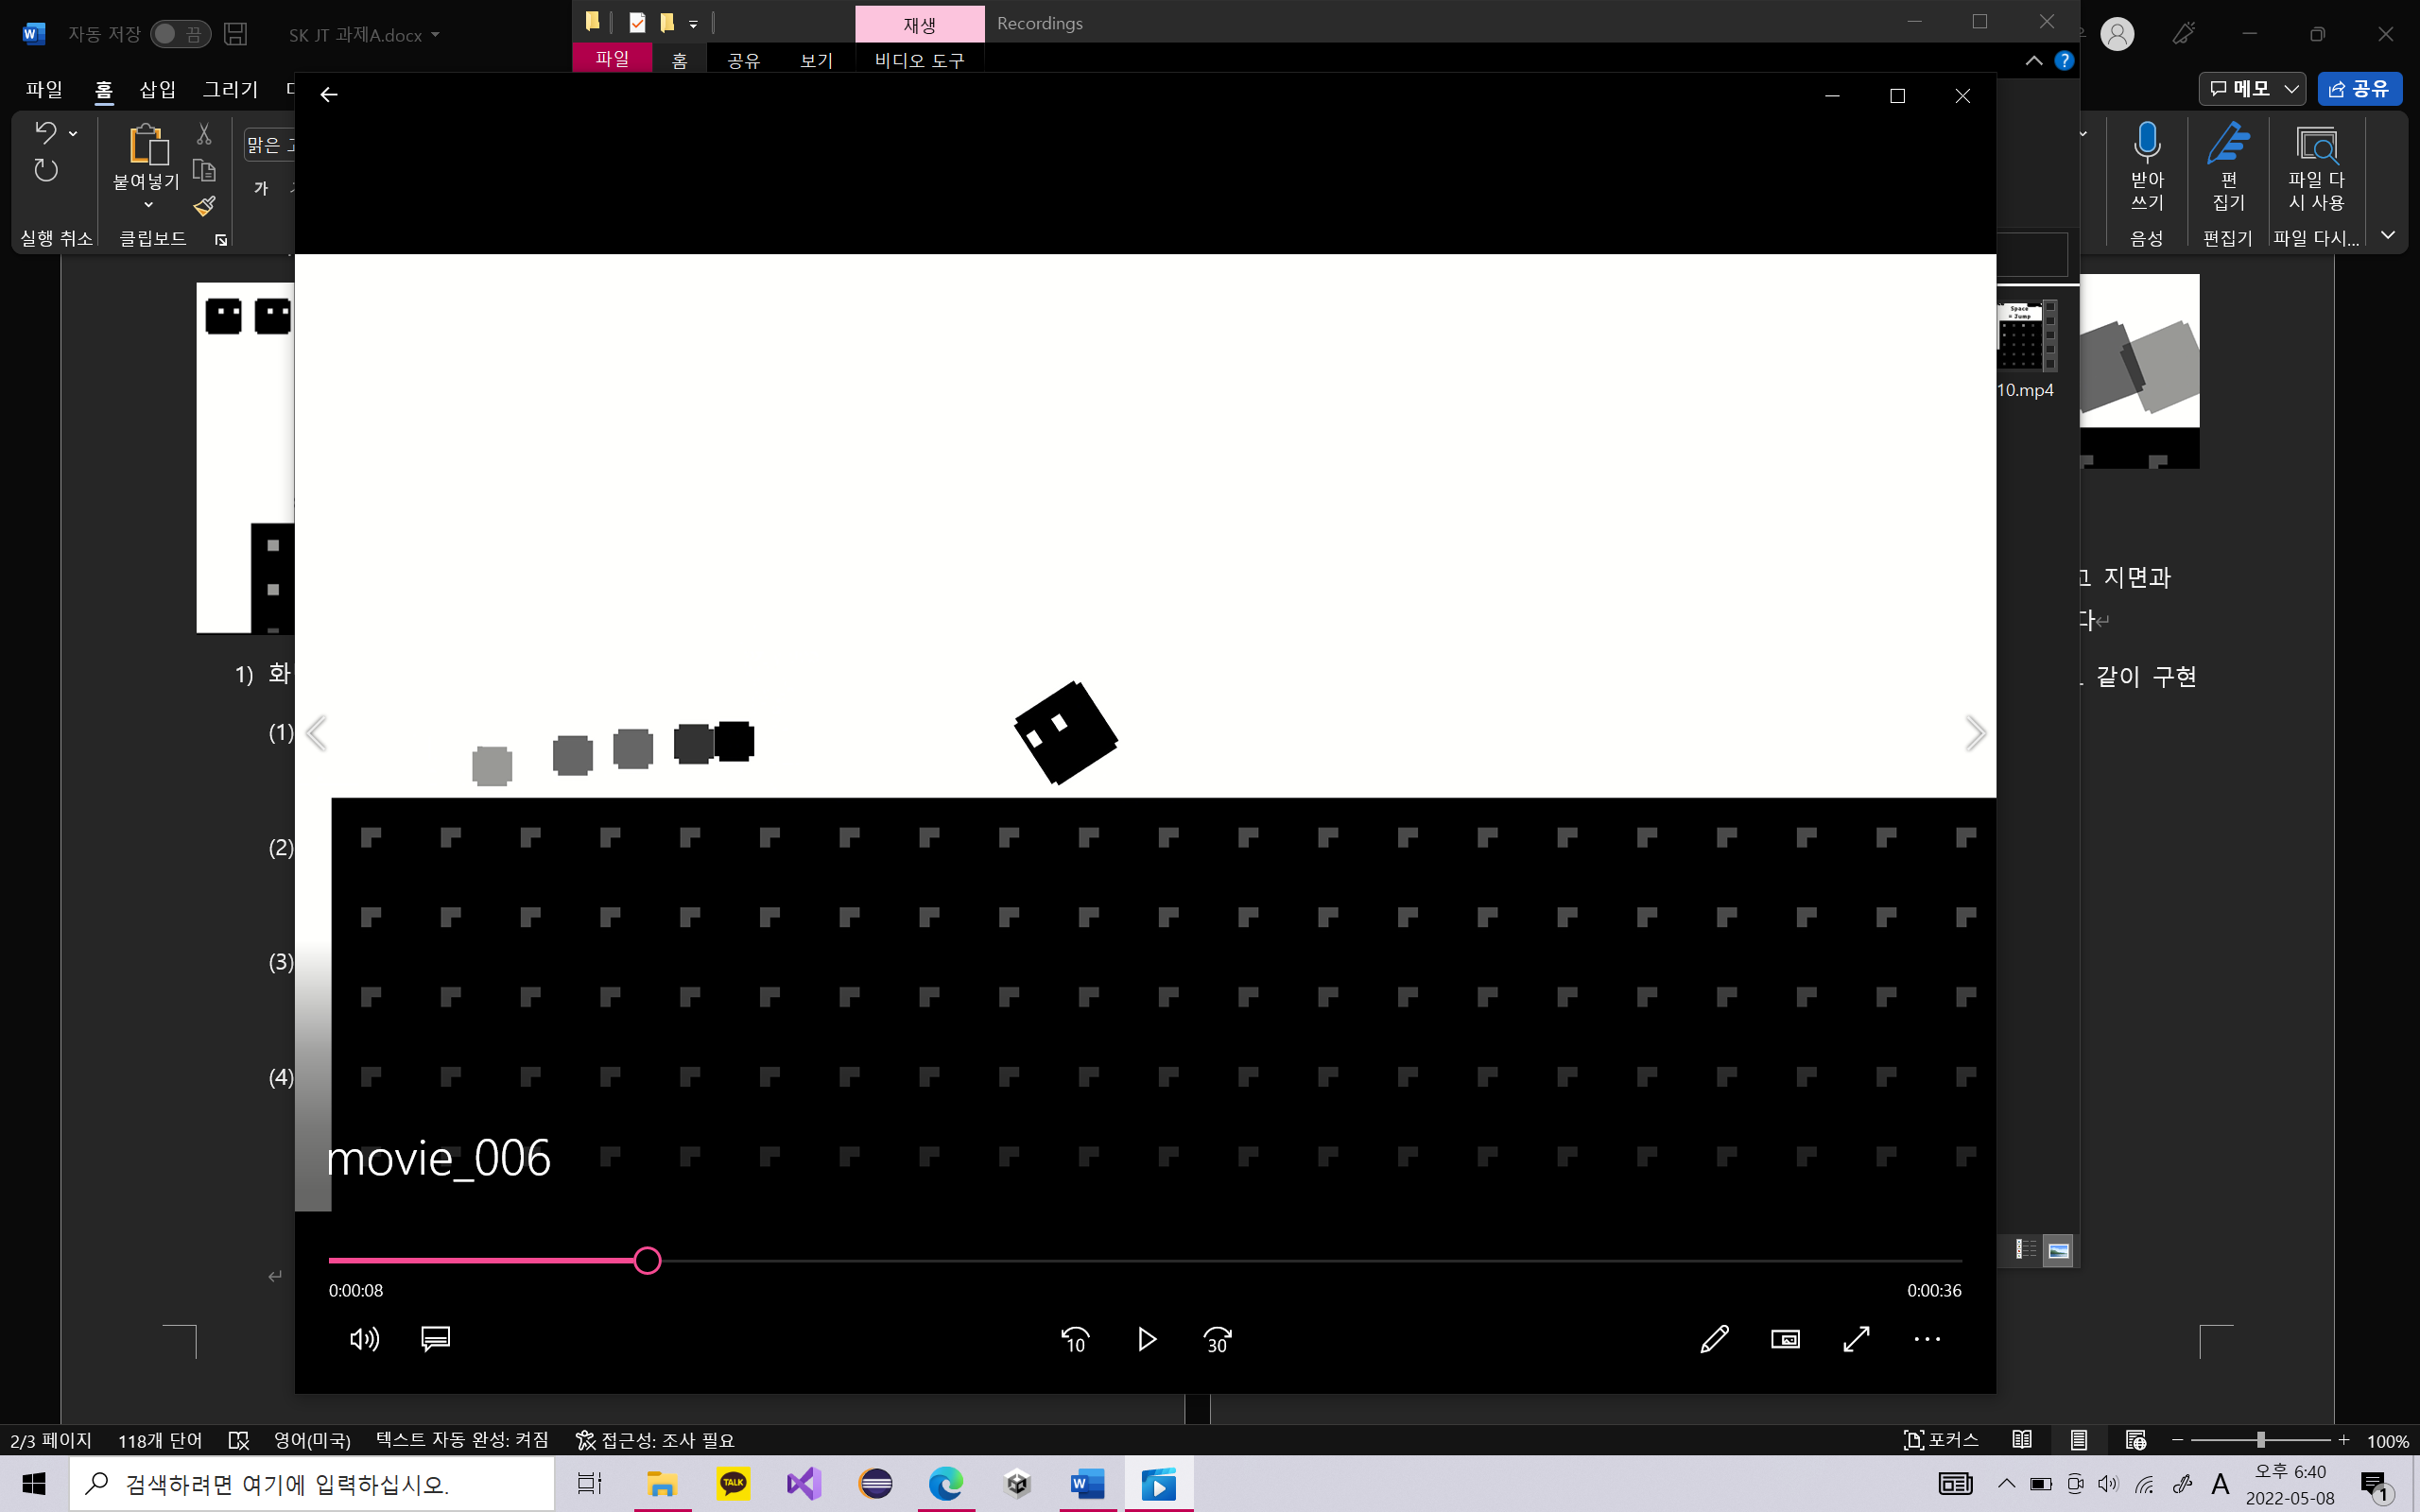 자동 저장
끔
SK JT 과제A.docx
재생
Recordings
파일
홈
공유
보기
비디오 도구
파일
홈
삽입
그리기
메모
공유
붙여넣기
맑은
가
실행 취소
클립보드
받아
쓰기
편
집기
파일 다
시 사용
음성
편집기
파일 다시...
Space
= Jump
10.mp4
지면과
다
같이 구현
1)
(1)
(2)
(3)
(4)
movie_006
0:00:08
0:00:36
10
30
2/3 페이지
118개 단어
영어(미국)
텍스트 자동 완성: 켜짐
접근성: 조사 필요
포커스
100%
검색하려면 여기에 입력하십시오.
TALK
A
오후 6:40
2022-05-08
1